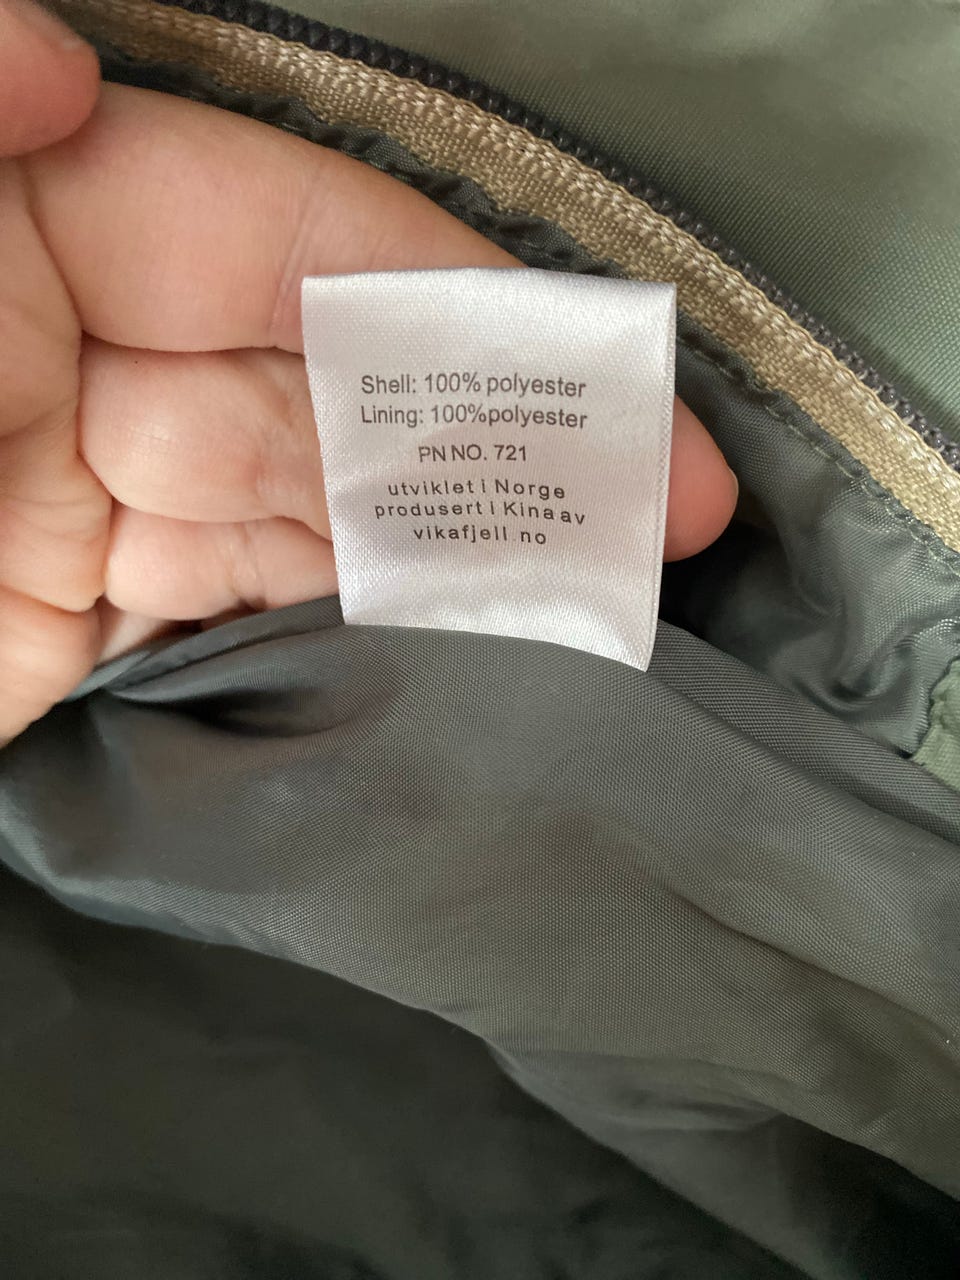 Shell: 100% polyester
Lining: 100%polyester
PN NO. 721
utviklet i Norge
produsert i Kina av
vikafjell.no